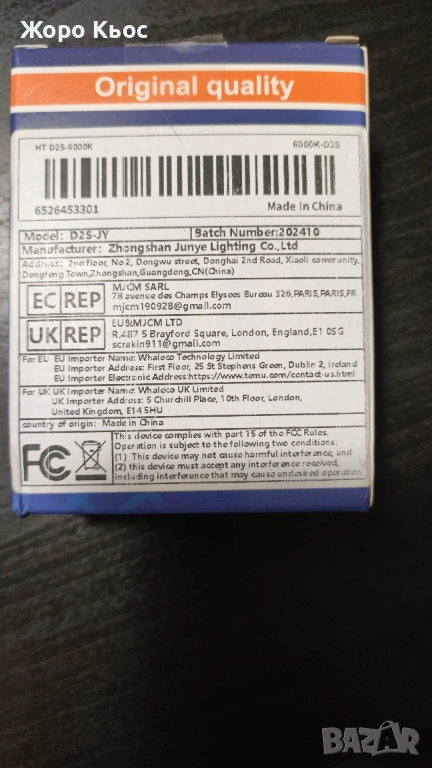 Жоро Кьос
Original quality
HT-D2S-6000K
6000K-D2S
6526453301
Made In China
Model: D2S-JY
Batch Number:202410
Manufacturer: Zhongshan Junye Lighting Co.,Ltd
Address: 2nd floor, No.2, Dongwu street, Donghai 2nd Road, Xiaoli community,
Dongfong Town,Zhongshan,Guangdong,CN(China)
EC REP
MJCM SARL
78 avenue des Champs Elysees Bureau 326,PARIS,PARIS,FR
mjcm190928@gmail.com
UK REP
EU&MJCM LTD
R.487 5 Brayford Square, London, England,E1 0SG
scrakin911@gmail.com
For EU EU Importer Name: Whaleco Technology Limited
EU Importer Address: First Floor, 25 St Stephens Green, Dublin 2, Ireland
EU Importer Electronic Address:https://www.temu.com/contact-us.html
For UK UK Importer Name: Whaleco UK Limited
UK Importer Address: 5 Churchill Place, 10th Floor, London,
United Kingdom, E14 5HU
country of origin: Made in China
FC
This device complies with part 15 of the FCC Rules.
Operation is subject to the following two conditions:
(1) This device may not cause harmful interference, and
(2) this device must accept any interference received,
including interference that may cause undesired operation
BAZAR